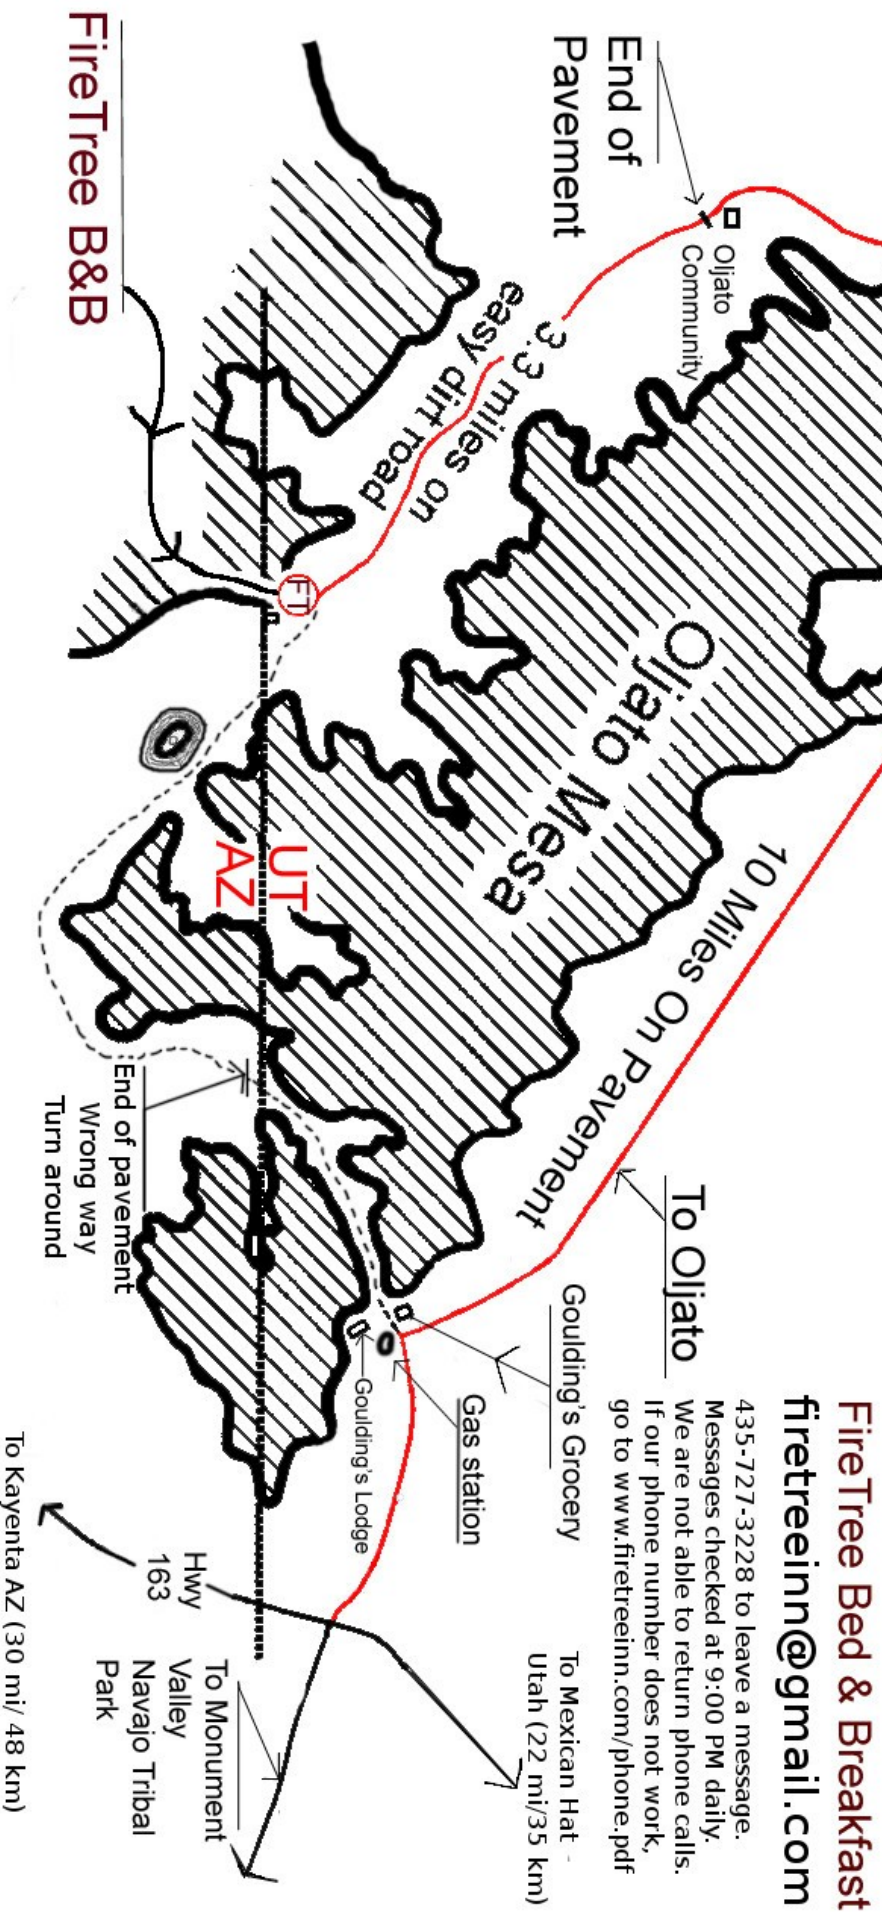 FireTree Bed & Breakfast
firetreeinn@gmail.com
435-727-3228 to leave a message.
Messages checked at 9:00 PM daily.
We are not able to return phone calls.
If our phone number does not work,
go to www.firetreeinn.com/phone.pdf
End of
Pavement
Oljato
Community
3.3 miles on
easy dirt road
Oljato Mesa
10 Miles On Pavement
To Oljato
Goulding's Grocery
Gas station
Goulding's Lodge
To Mexican Hat -
Utah (22 mi/35 km)
FT
UT
AZ
FireTree B&B
End of pavement
Wrong way
Turn around
Hwy
163
To Monument
Valley
Navajo Tribal
Park
To Kayenta AZ (30 mi/ 48 km)